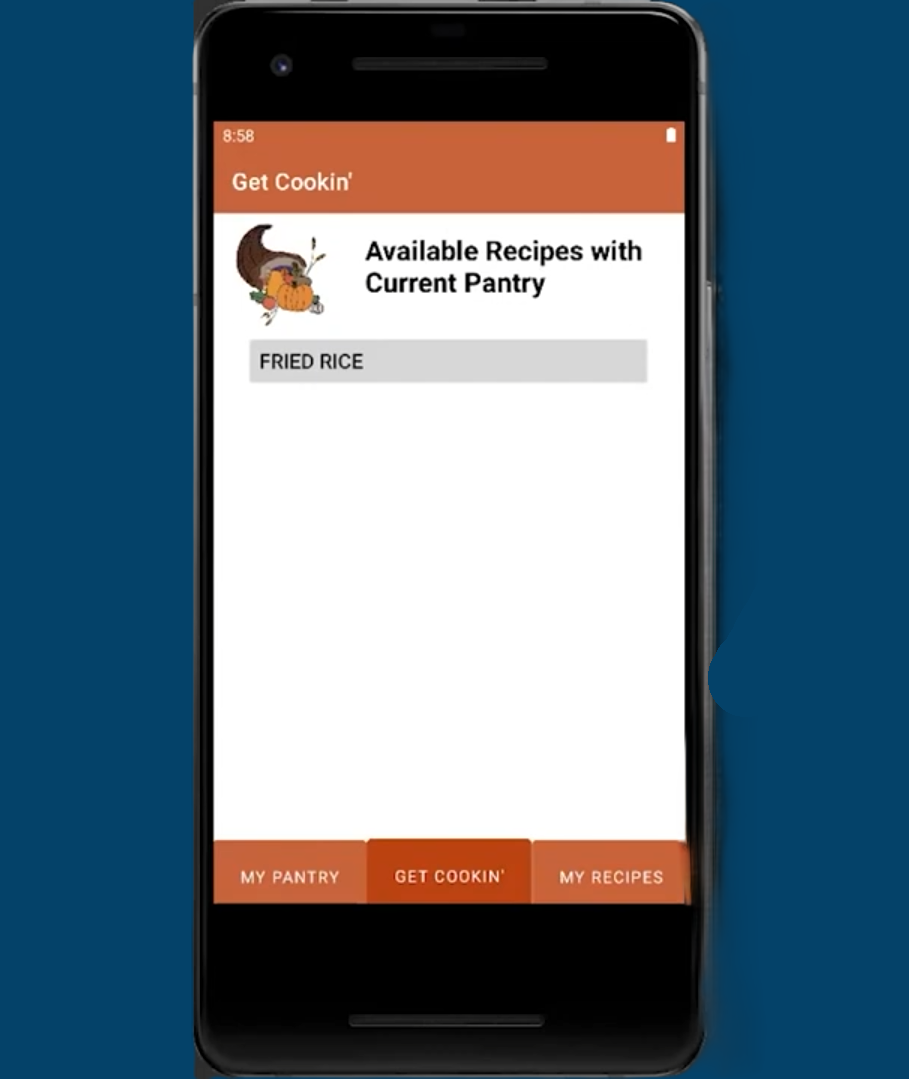 8:58
Get Cookin'
Available Recipes with
Current Pantry
FRIED RICE
MY PANTRY
GET COOKIN'
MY RECIPES